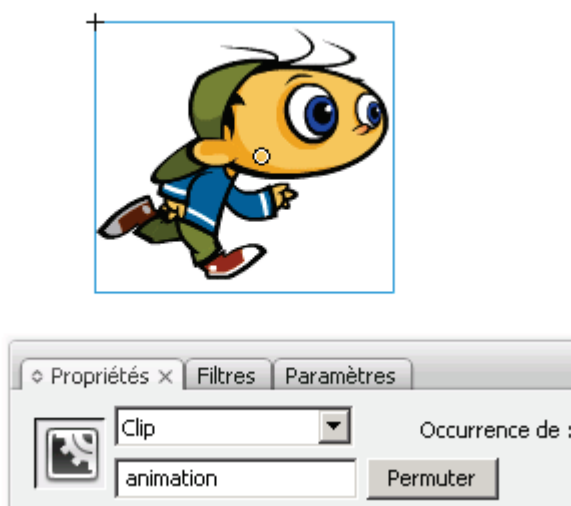 Propriétés × Filtres Paramètres
Clip Occurrence de :
animation Permuter